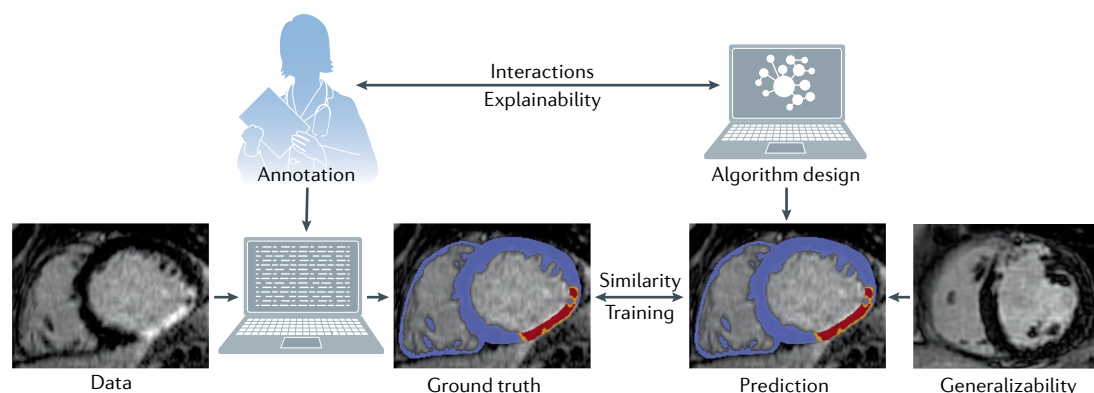 Interactions
Explainability
Annotation
Algorithm design
Similarity
Training
Data
Ground truth
Prediction
Generalizability